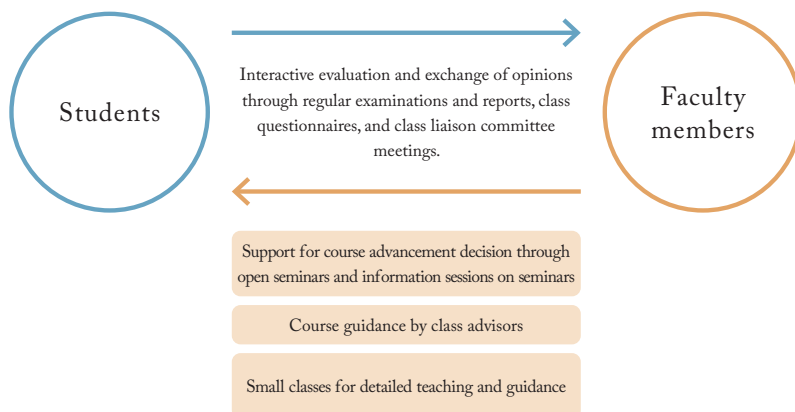 Students
Interactive evaluation and exchange of opinions
through regular examinations and reports, class
questionnaires, and class liaison committee
meetings.
Faculty
members
Support for course advancement decision through
open seminars and information sessions on seminars
Course guidance by class advisors
Small classes for detailed teaching and guidance